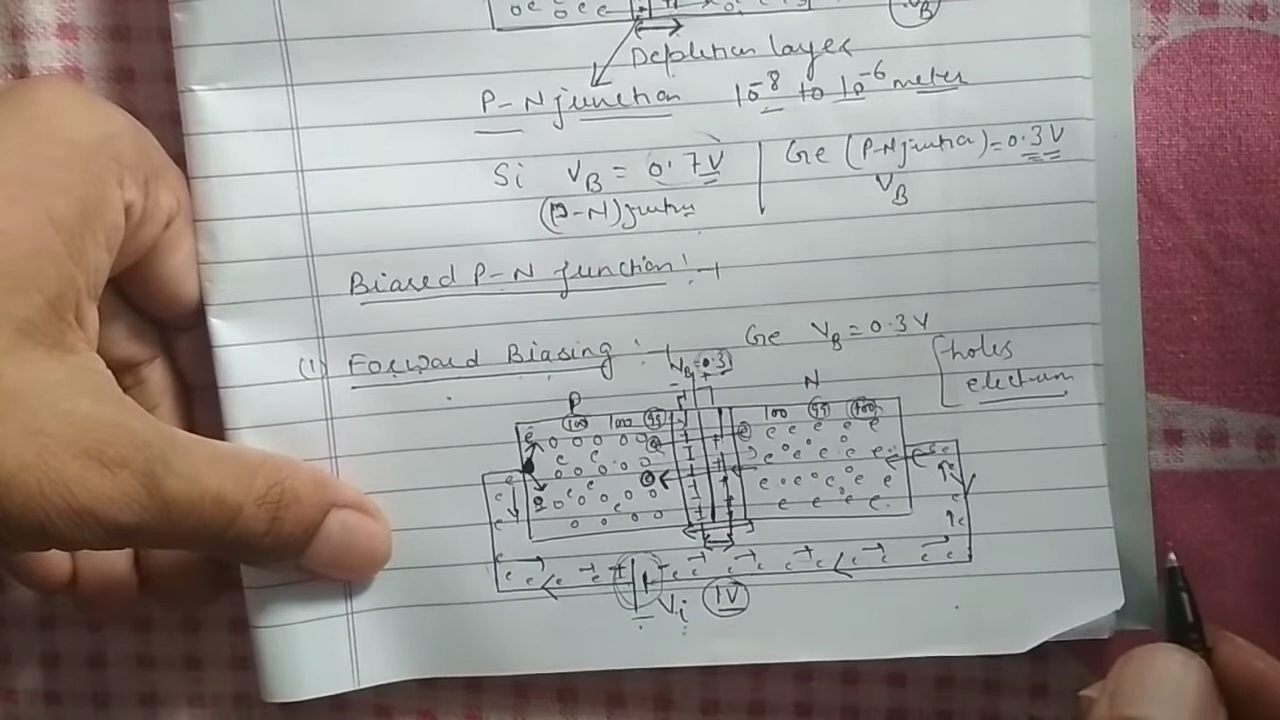 V_B
Depletion layer
P-N junction 10^-8 to 10^-6 meter
Si V_B = 0.7V | Ge (P-N junction) = 0.3V
(P-N) junction V_B
Biased P-N junction :-
(1) Forward Biasing :- Ge V_B = 0.3V
holes
electron
V_B = 0.3
- +
P N
100 100 99 100 99 100
Vi 1V